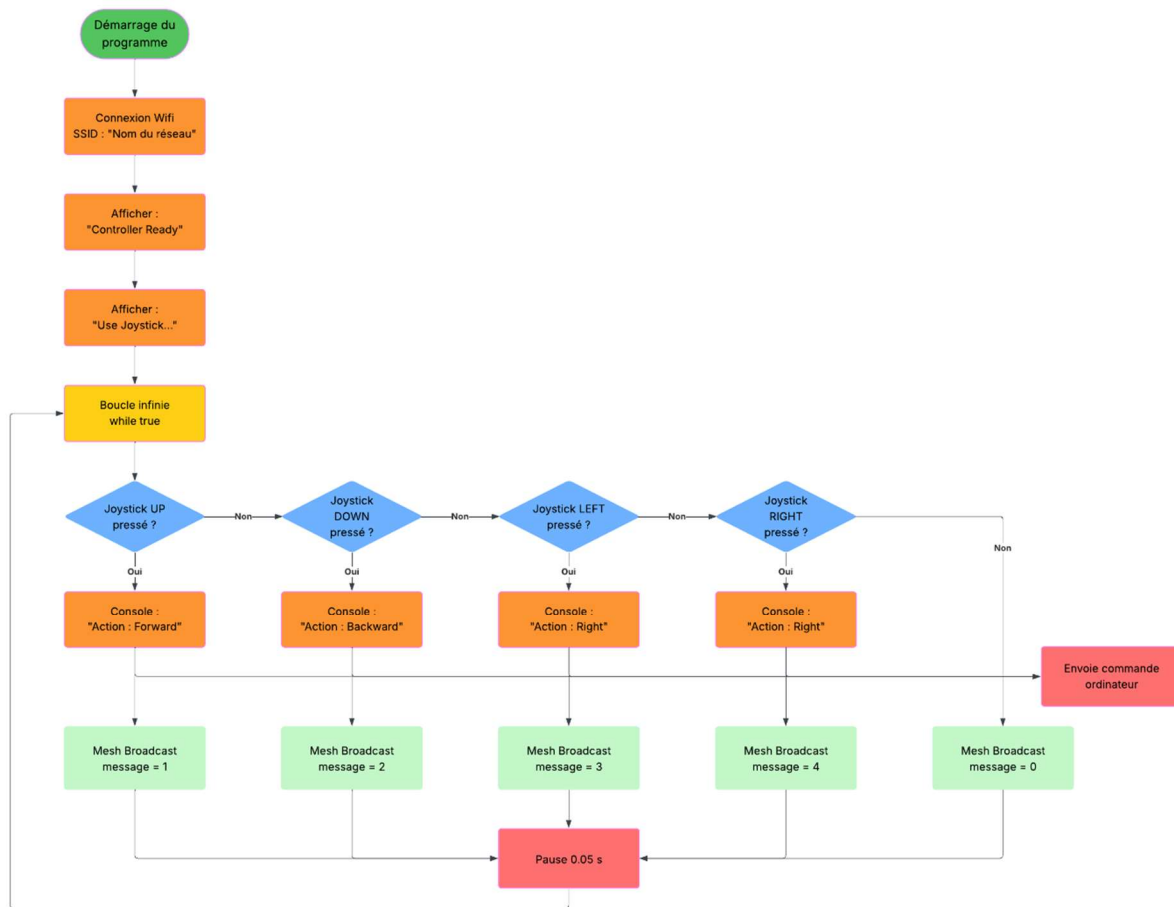 Démarrage du
programme
Connexion Wifi
SSID : "Nom du réseau"
Afficher :
"Controller Ready"
Afficher :
"Use Joystick..."
Boucle infinie
while true
Joystick UP
pressé ?
Non
Joystick
DOWN
pressé ?
Non
Joystick LEFT
pressé ?
Non
Joystick
RIGHT
pressé ?
Non
Oui
Oui
Oui
Oui
Console :
"Action : Forward"
Console :
"Action : Backward"
Console :
"Action : Right"
Console :
"Action : Right"
Envoie commande
ordinateur
Mesh Broadcast
message = 1
Mesh Broadcast
message = 2
Mesh Broadcast
message = 3
Mesh Broadcast
message = 4
Mesh Broadcast
message = 0
Pause 0.05 s